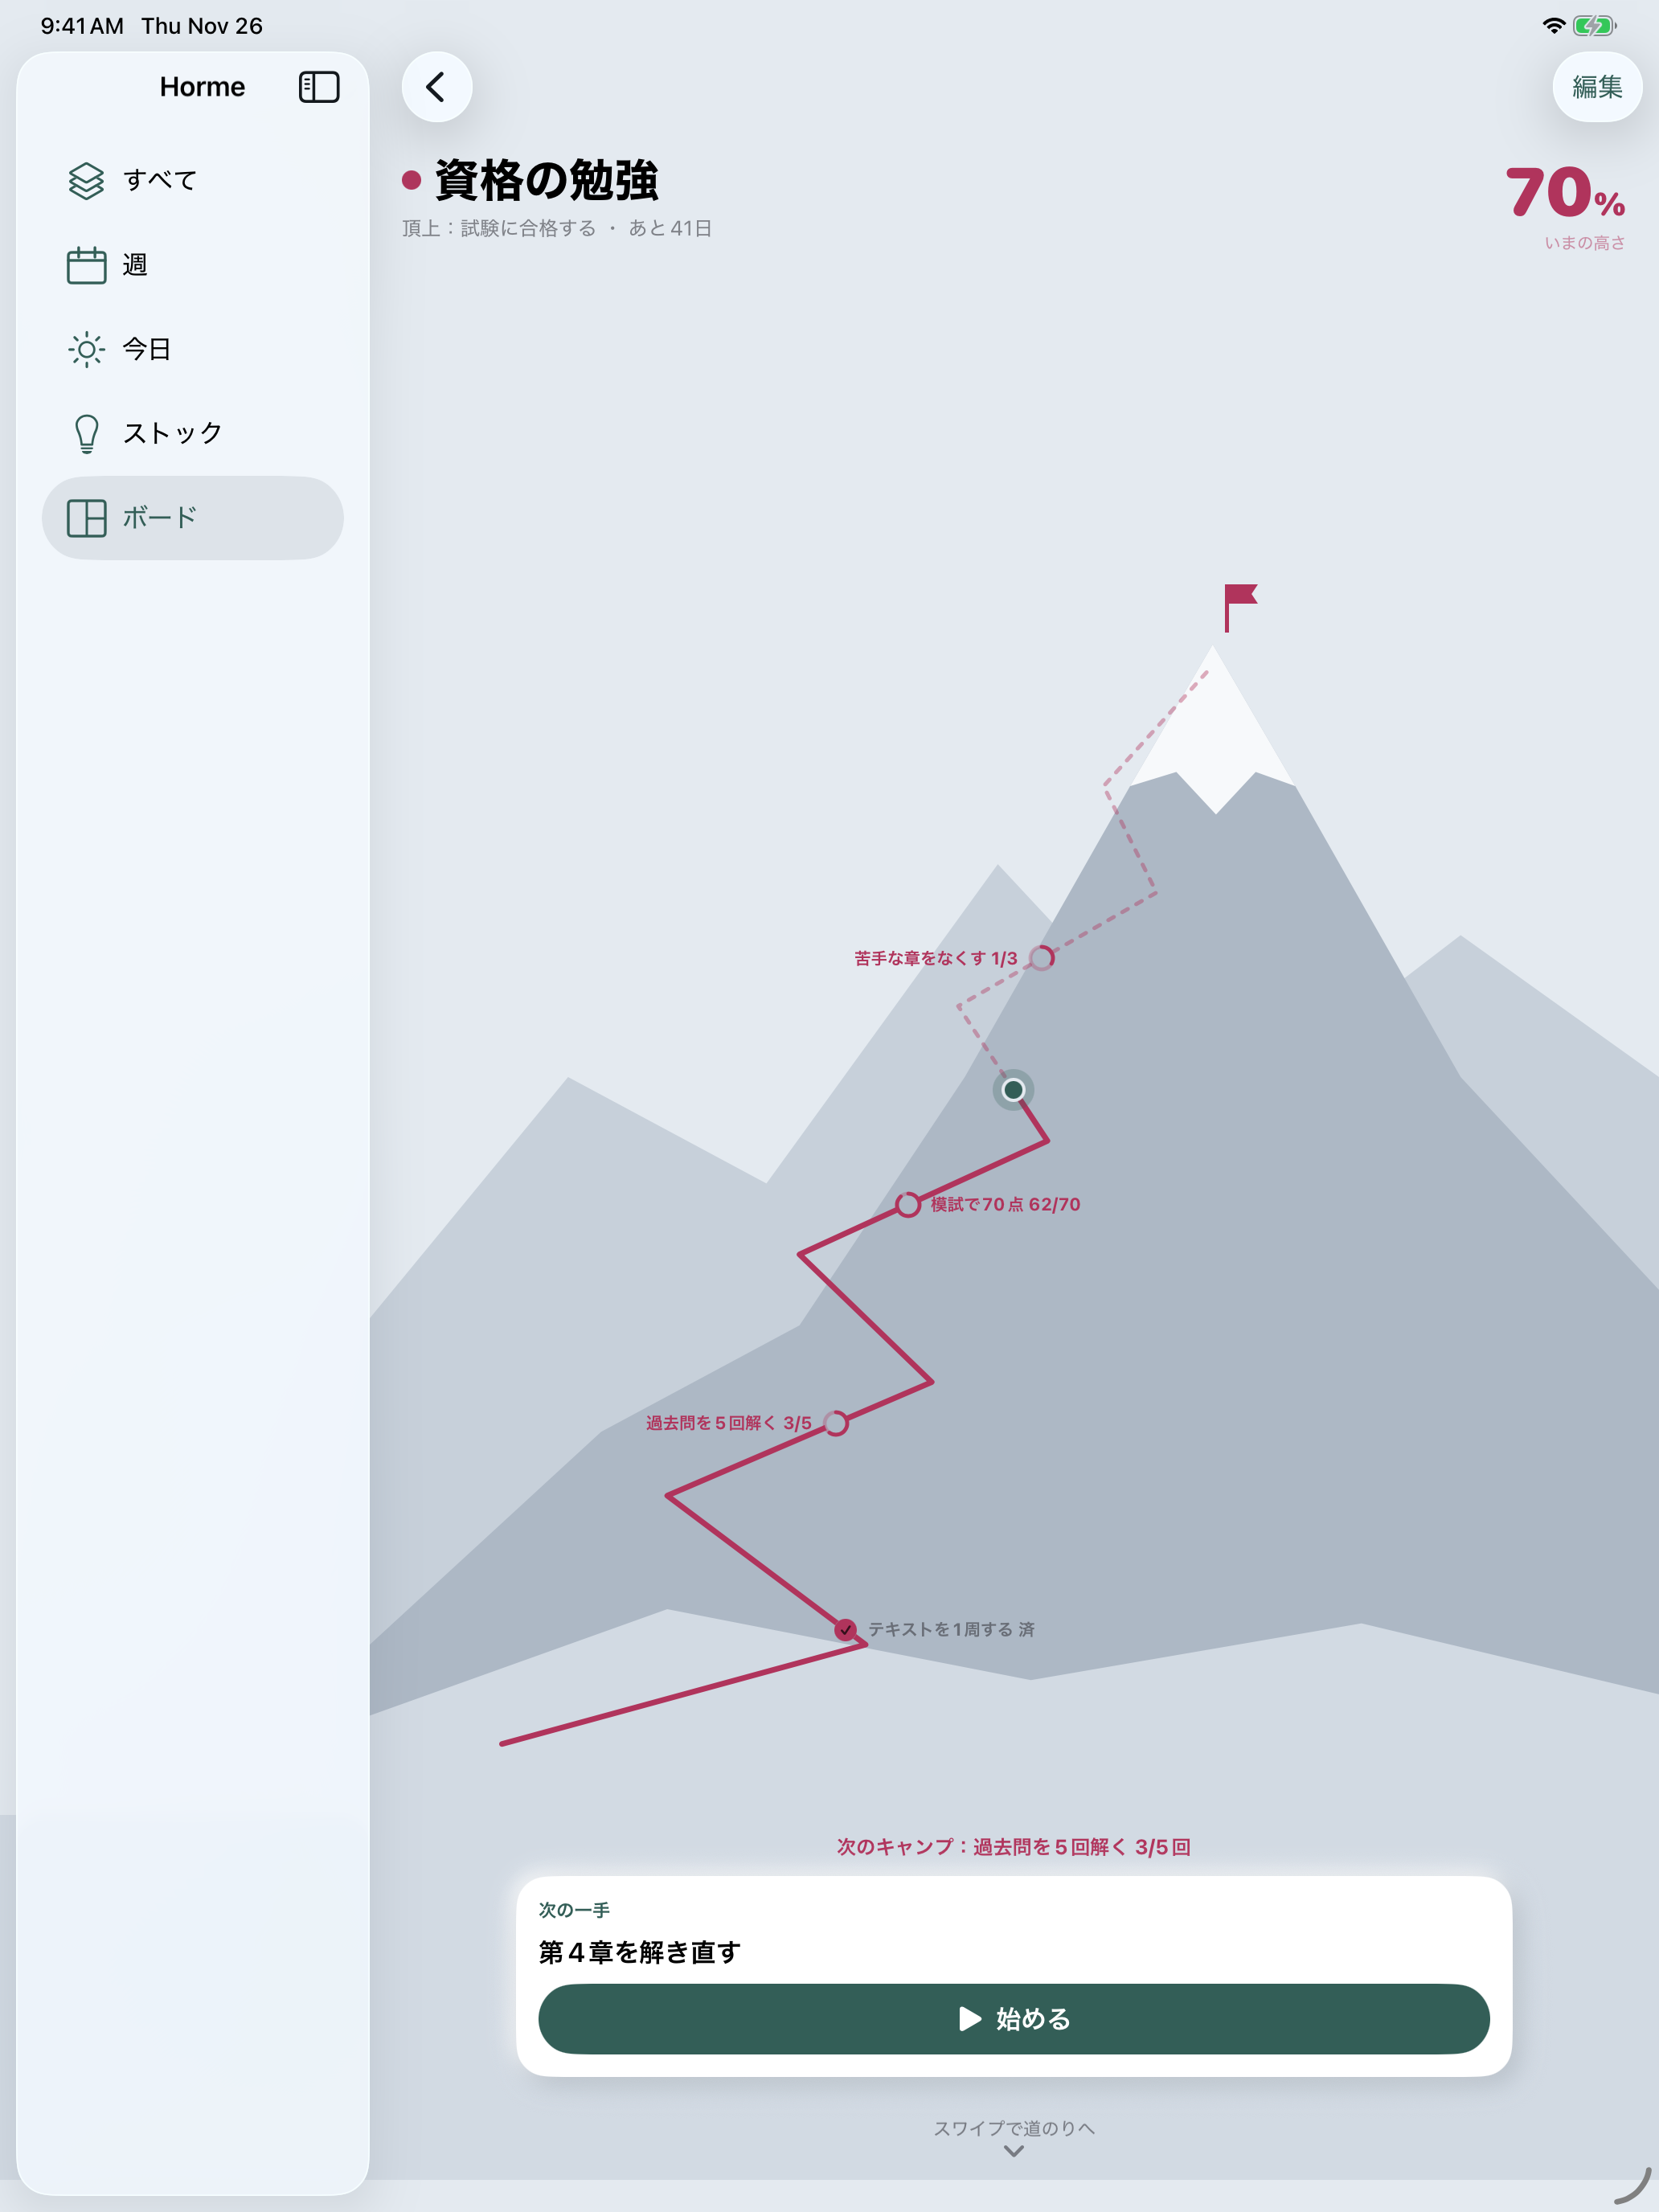 9:41 AM Thu Nov 26
Horme
編集
すべて
週
今日
ストック
ボード
資格の勉強
頂上：試験に合格する ・ あと41日
70%
いまの高さ
苦手な章をなくす 1/3
模試で70点 62/70
過去問を5回解く 3/5
テキストを1周する 済
次のキャンプ：過去問を5回解く 3/5回
次の一手
第4章を解き直す
始める
スワイプで道のりへ